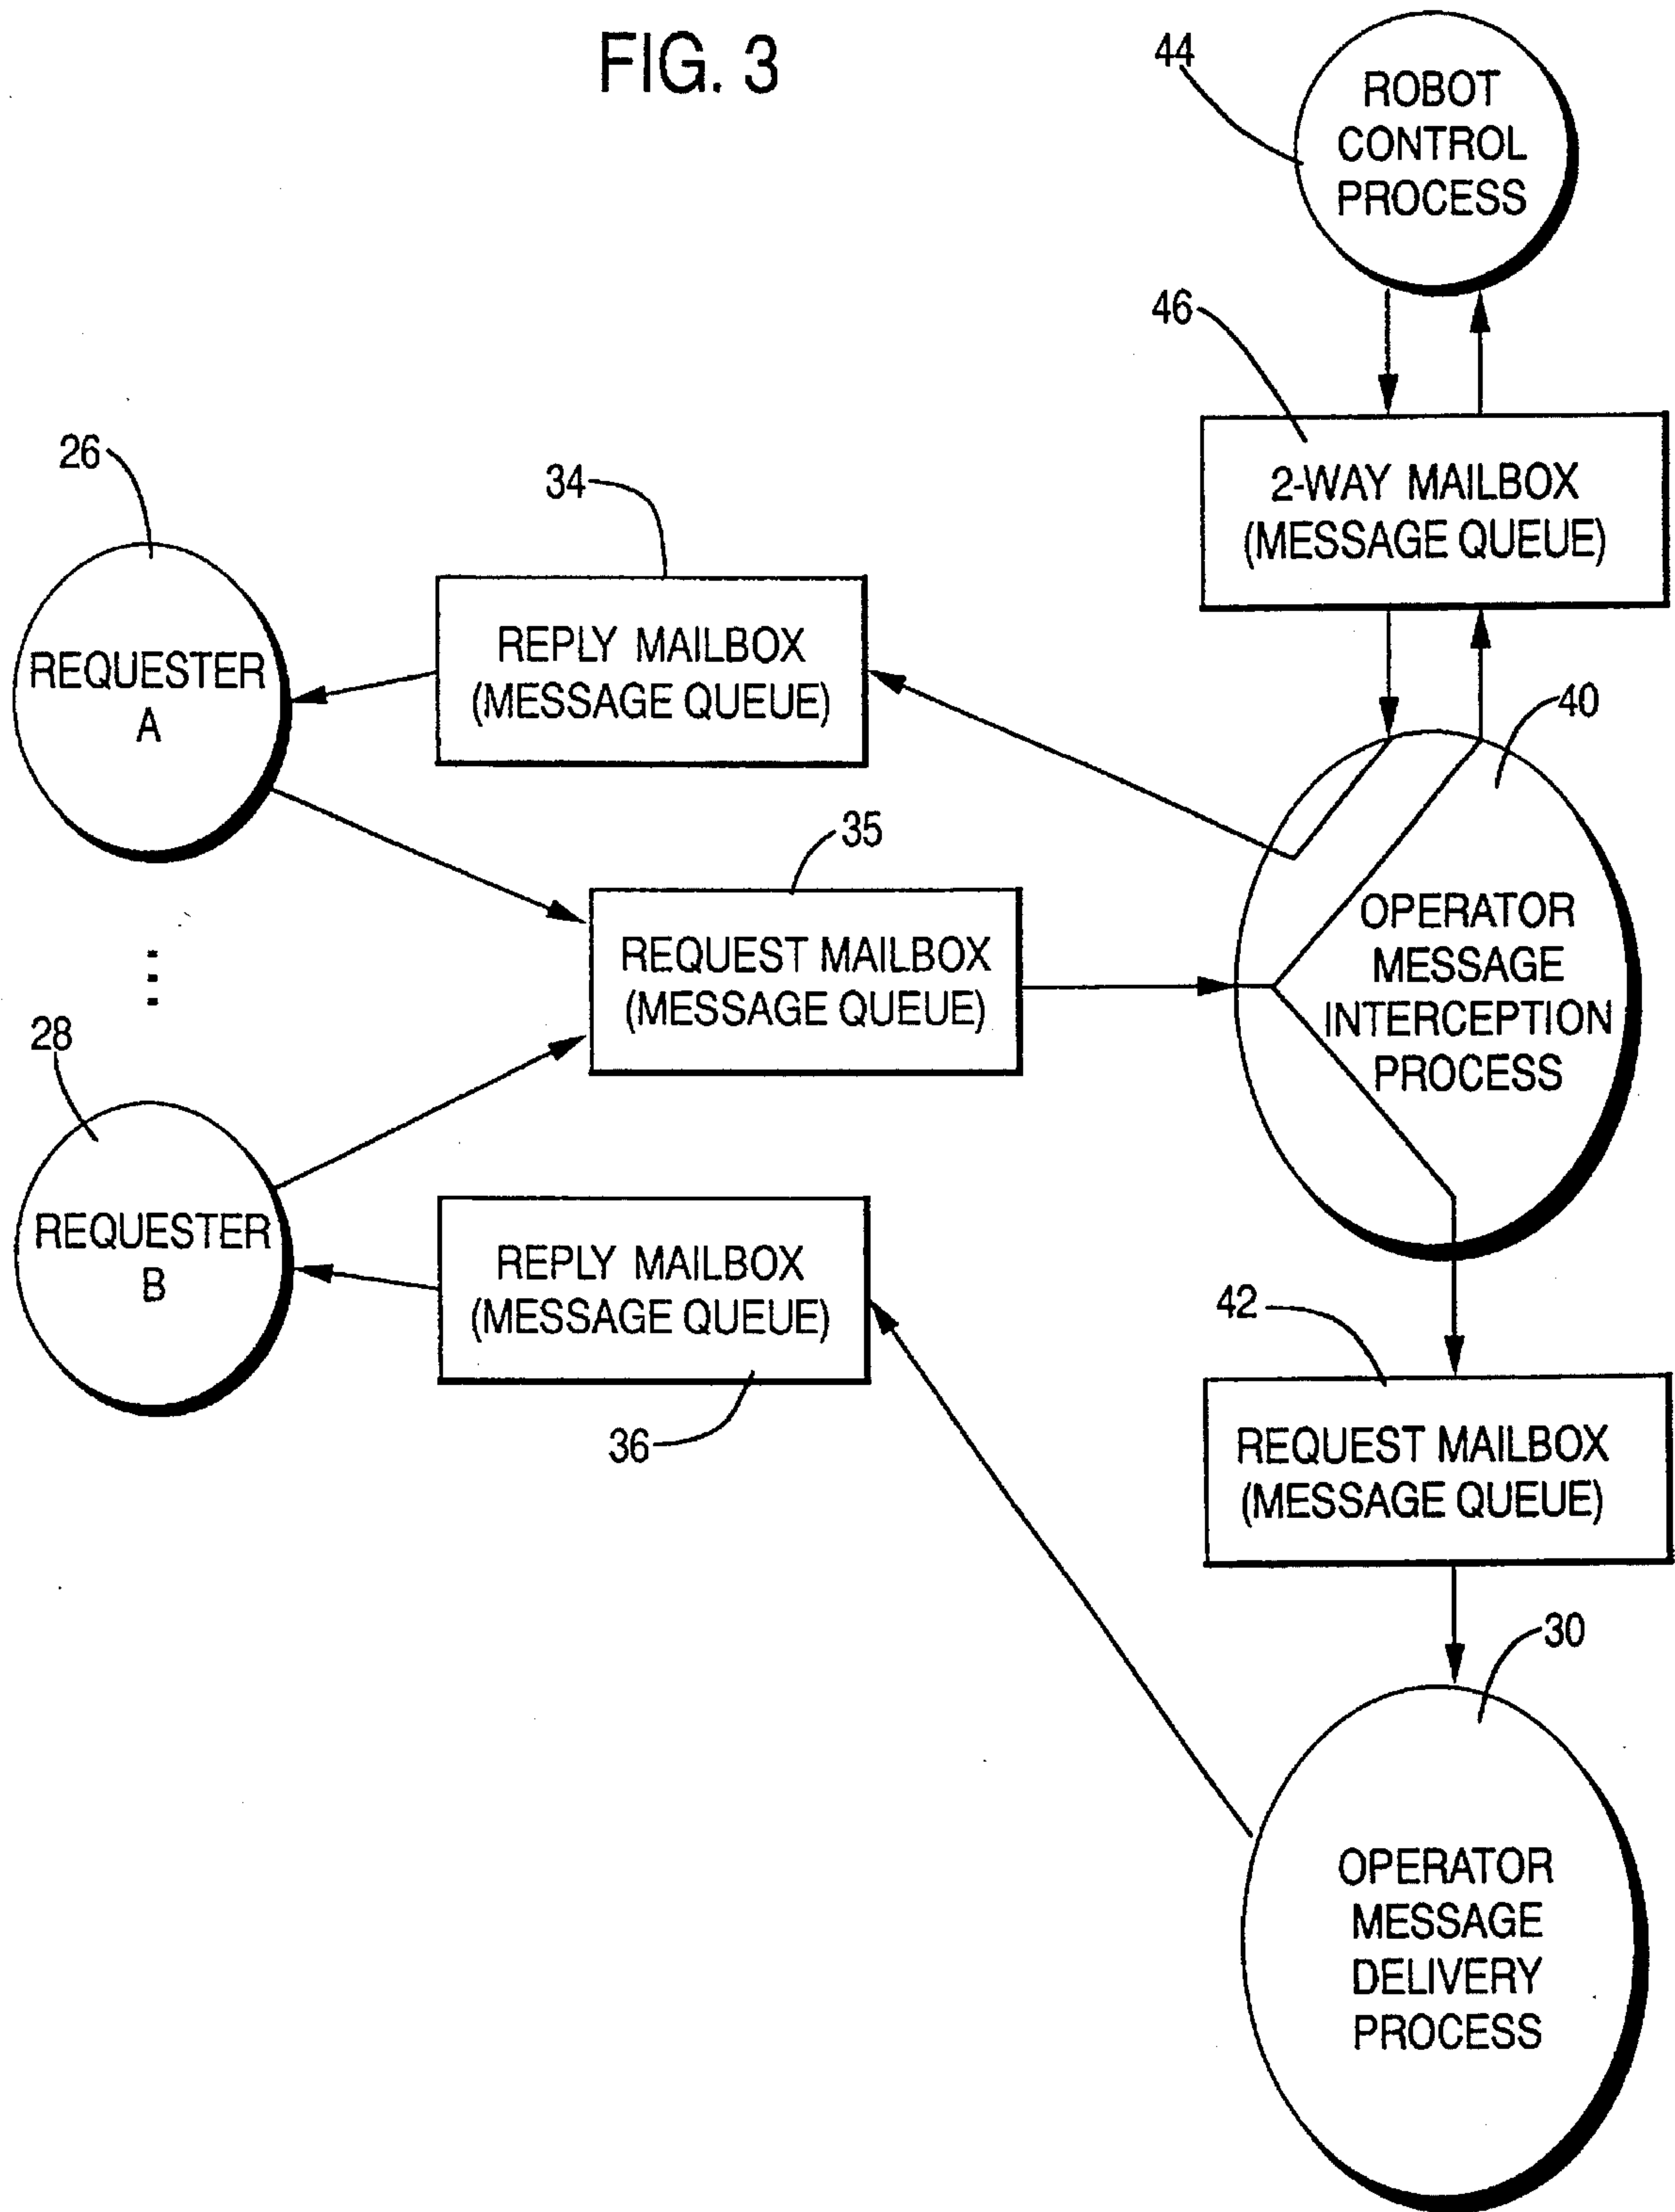 FIG. 3
44
ROBOT
CONTROL
PROCESS
46
2-WAY MAILBOX
(MESSAGE QUEUE)
26
REQUESTER
A
34
REPLY MAILBOX
(MESSAGE QUEUE)
40
OPERATOR
MESSAGE
INTERCEPTION
PROCESS
35
REQUEST MAILBOX
(MESSAGE QUEUE)
28
REQUESTER
B
REPLY MAILBOX
(MESSAGE QUEUE)
36
42
REQUEST MAILBOX
(MESSAGE QUEUE)
30
OPERATOR
MESSAGE
DELIVERY
PROCESS